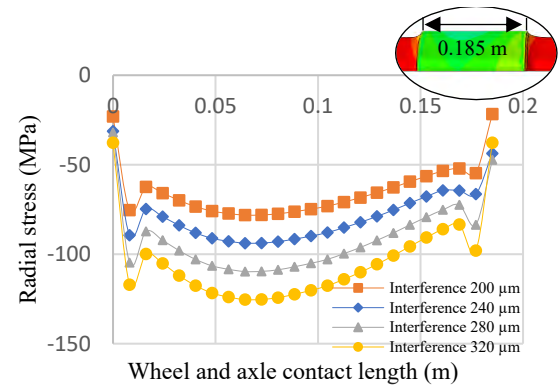 0.185 m
0
0
0.05
0.1
0.15
0.2
-50
-100
-150
Radial stress (MPa)
Interference 200 µm
Interference 240 µm
Interference 280 µm
Interference 320 µm
Wheel and axle contact length (m)